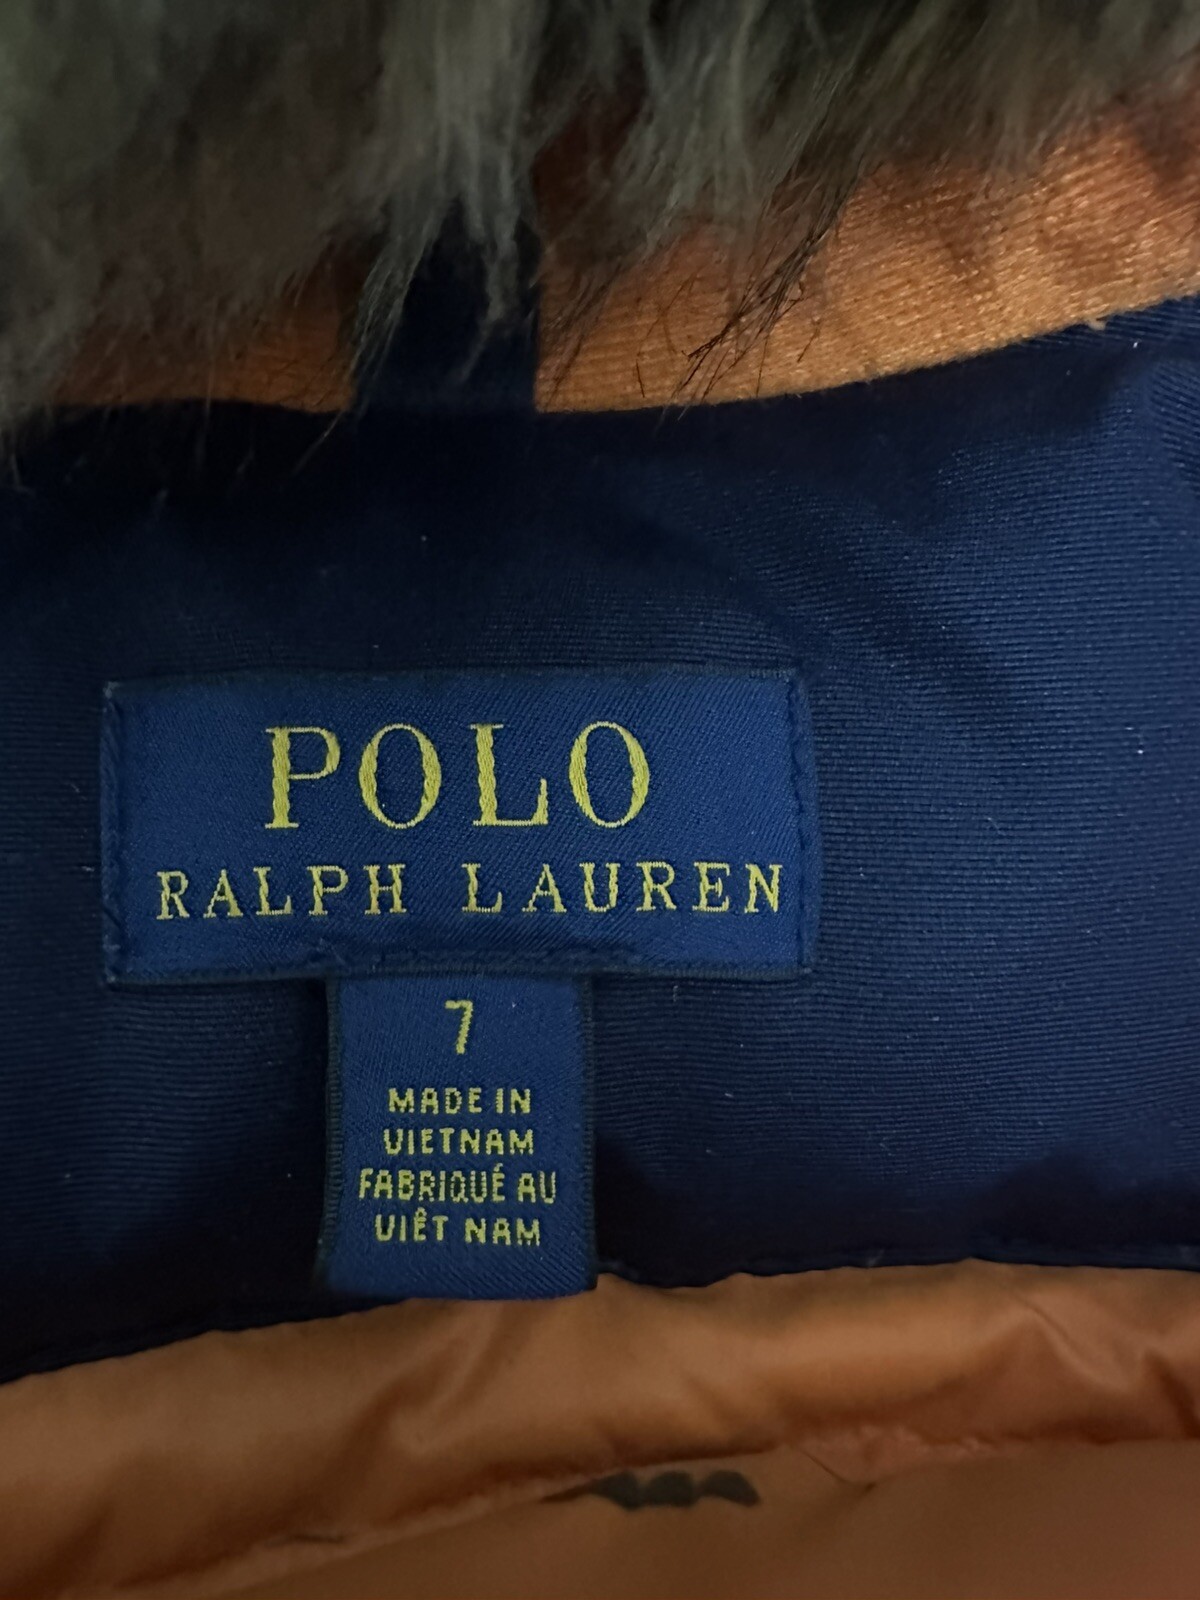 POLO
RALPH LAUREN
7
MADE IN
VIETNAM
FABRIQUÉ AU
VIÊT NAM